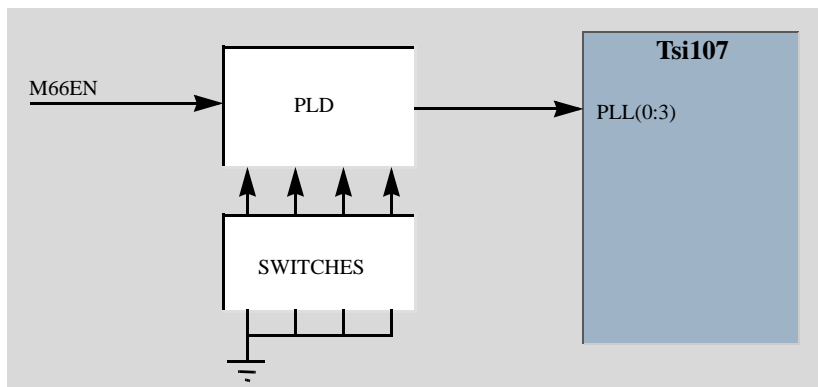 Tsi107
M66EN
PLD
PLL(0:3)
SWITCHES